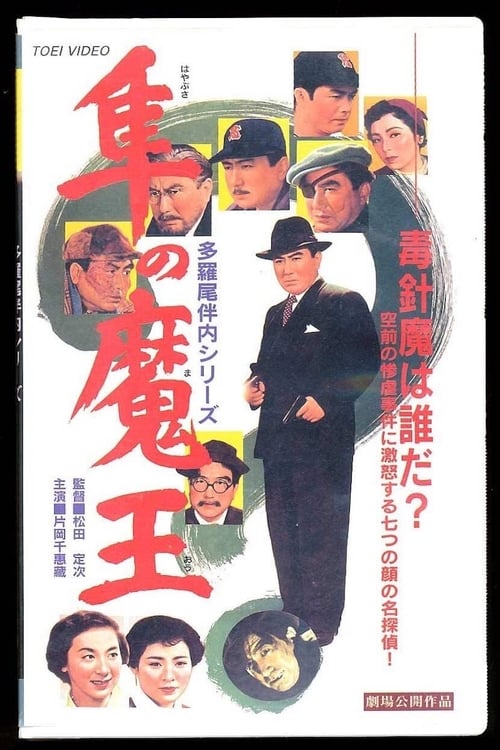 TOEI VIDEO
隼の魔王
はやぶさ
ま
おう
多羅尾伴内シリーズ
毒針魔は誰だ?
空前の惨虐事件に激怒する七つの顔の名探偵!
監督■松田 定次
主演■片岡千恵藏
劇場公開作品